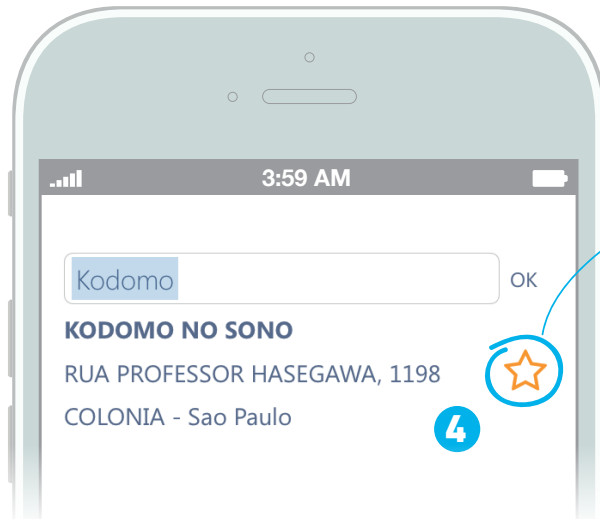 3:59 AM
Kodomo
OK
KODOMO NO SONO
RUA PROFESSOR HASEGAWA, 1198
COLONIA - Sao Paulo
4